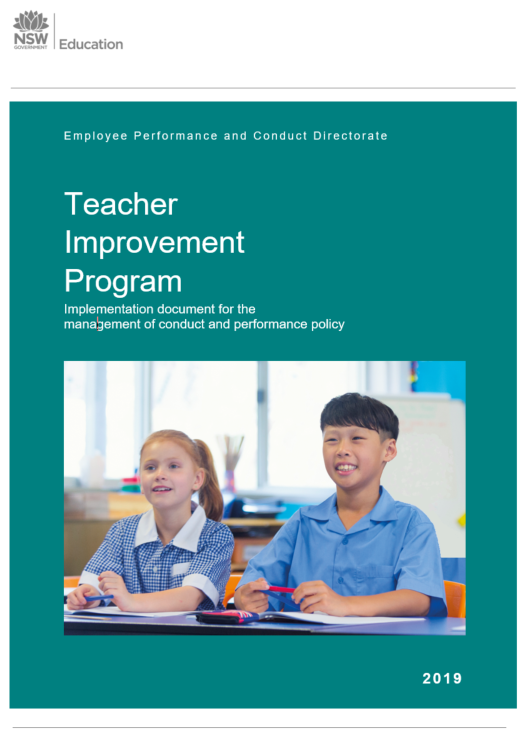 NSW
GOVERNMENT
Education
Employee Performance and Conduct Directorate
Teacher
Improvement
Program
Implementation document for the
management of conduct and performance policy
2019